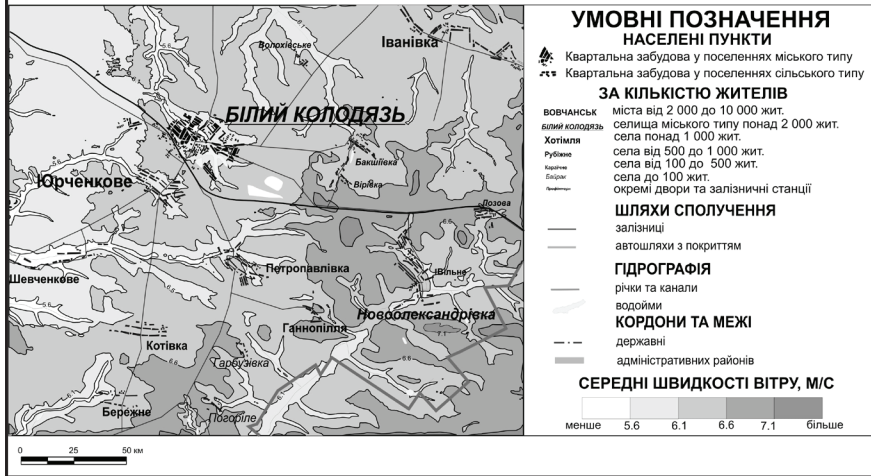 Волохівське
Іванівка
БІЛИЙ КОЛОДЯЗЬ
Бакшіївка
Вірівка
Юрченкове
Лозова
Шевченкове
Петропавлівка
Вільне
Новоолександрівка
Ганнопілля
Котівка
Гарбузівка
Бережне
Погоріле
0 25 50 км
УМОВНІ ПОЗНАЧЕННЯ
НАСЕЛЕНІ ПУНКТИ
Квартальна забудова у поселеннях міського типу
Квартальна забудова у поселеннях сільського типу
ЗА КІЛЬКІСТЮ ЖИТЕЛІВ
ВОВЧАНСЬК міста від 2 000 до 10 000 жит.
БІЛИЙ КОЛОДЯЗЬ селища міського типу понад 2 000 жит.
Хотімля села понад 1 000 жит.
Рубіжне села від 500 до 1 000 жит.
села від 100 до 500 жит.
села до 100 жит.
окремі двори та залізничні станції
ШЛЯХИ СПОЛУЧЕННЯ
залізниці
автошляхи з покриттям
ГІДРОГРАФІЯ
річки та канали
водойми
КОРДОНИ ТА МЕЖІ
державні
адміністративних районів
СЕРЕДНІ ШВИДКОСТІ ВІТРУ, М/С
менше 5.6 6.1 6.6 7.1 більше